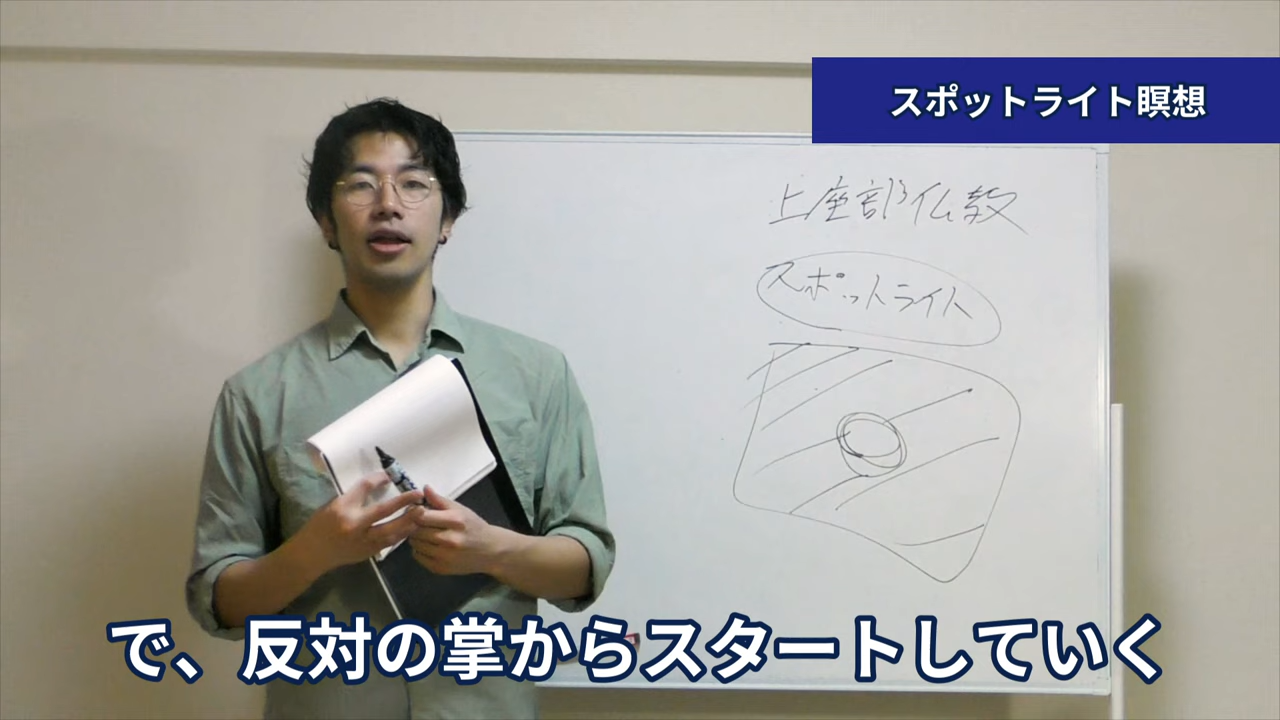 スポットライト瞑想
上座部仏教
スポットライト
で、反対の掌からスタートしていく